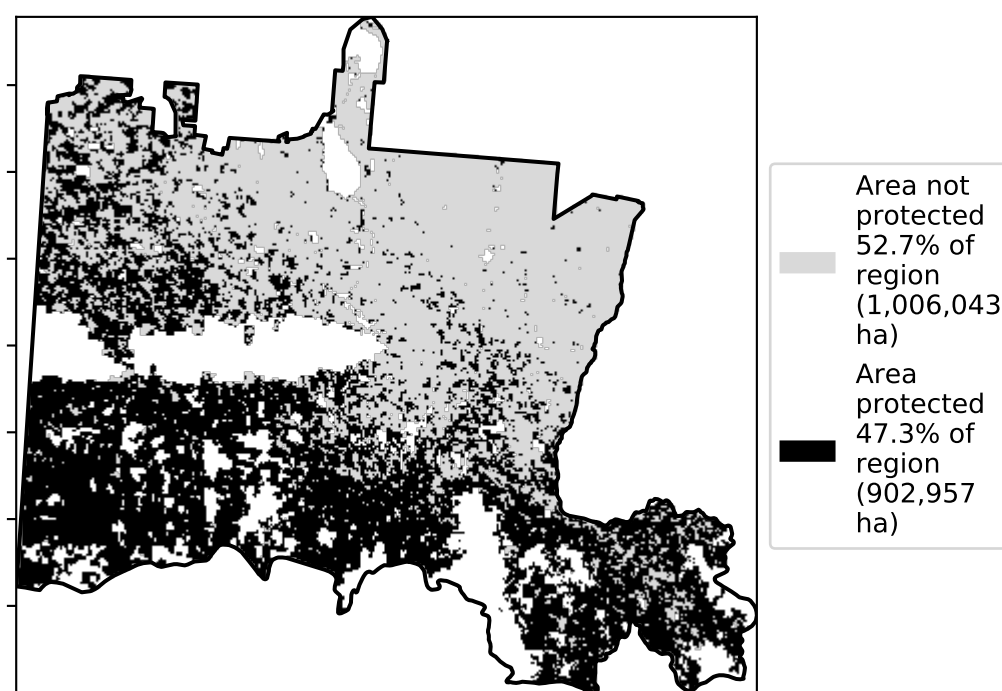 Area not
protected
52.7% of
region
(1,006,043
ha)
Area
protected
47.3% of
region
(902,957
ha)